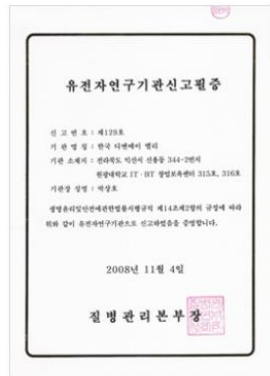 유전자연구기관신고필증
신 고 번 호 : 제129호
기 관 명 칭 : 한국 디엔에이 밸리
기관 소재지 : 전라북도 익산시 신용동 344-2번지
원광대학교 IT · BT 창업보육센터 315호, 316호
기관장 성명 : 박상호
생명윤리및안전에관한법률시행규칙 제14조제2항의 규정에 따라
위와 같이 유전자연구기관으로 신고하였음을 증명합니다.
2008년 11월 4일
질병관리본부장